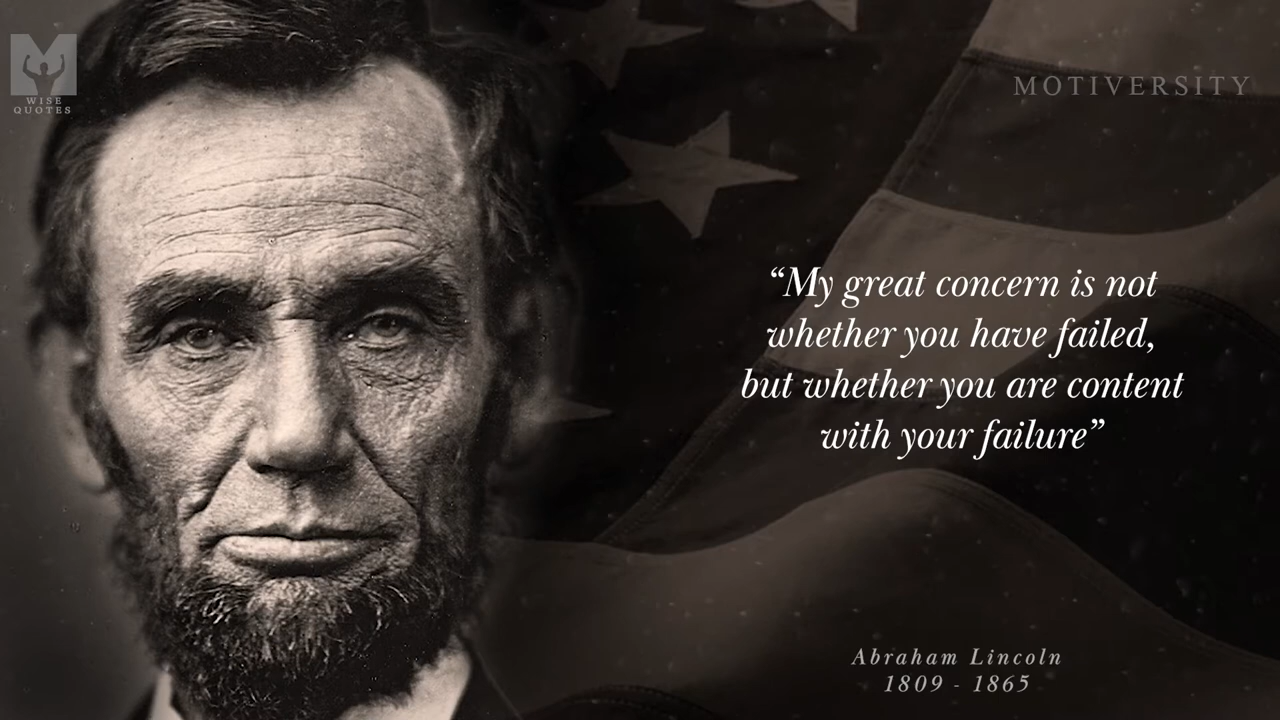 M
WISE
QUOTES
MOTIVERSITY
“My great concern is not
whether you have failed,
but whether you are content
with your failure”
Abraham Lincoln
1809 - 1865